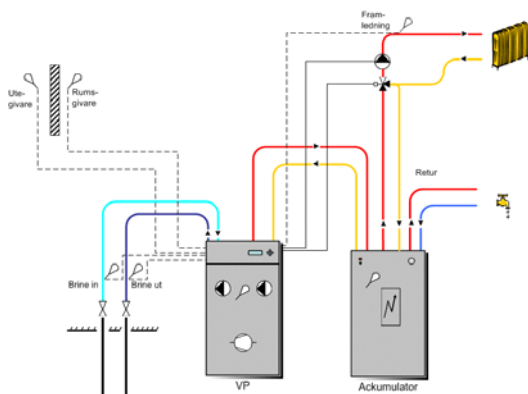 Fram-
ledning
Ute-
givare
Rums-
givare
Retur
Brine in
Brine ut
VP
Ackumulator